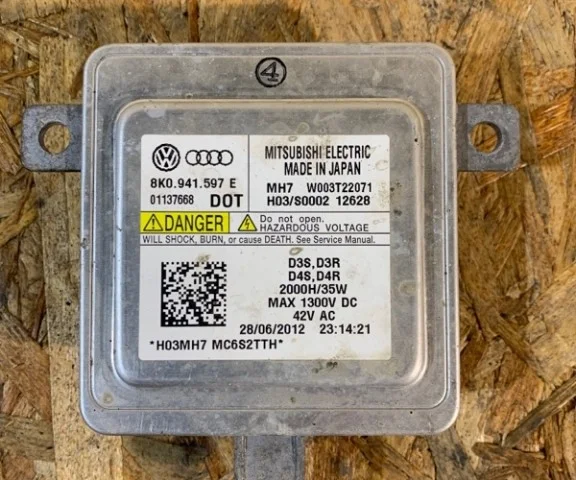 4
MITSUBISHI ELECTRIC
MADE IN JAPAN
8K0.941.597 E
MH7 W003T22071
01137668 DOT
H03/S0002 12628
DANGER
Do not open.
HAZARDOUS VOLTAGE
WILL SHOCK, BURN, or cause DEATH. See Service Manual.
D3S,D3R
D4S,D4R
2000H/35W
MAX 1300V DC
42V AC
28/06/2012 23:14:21
*H03MH7 MC6S2TTH*